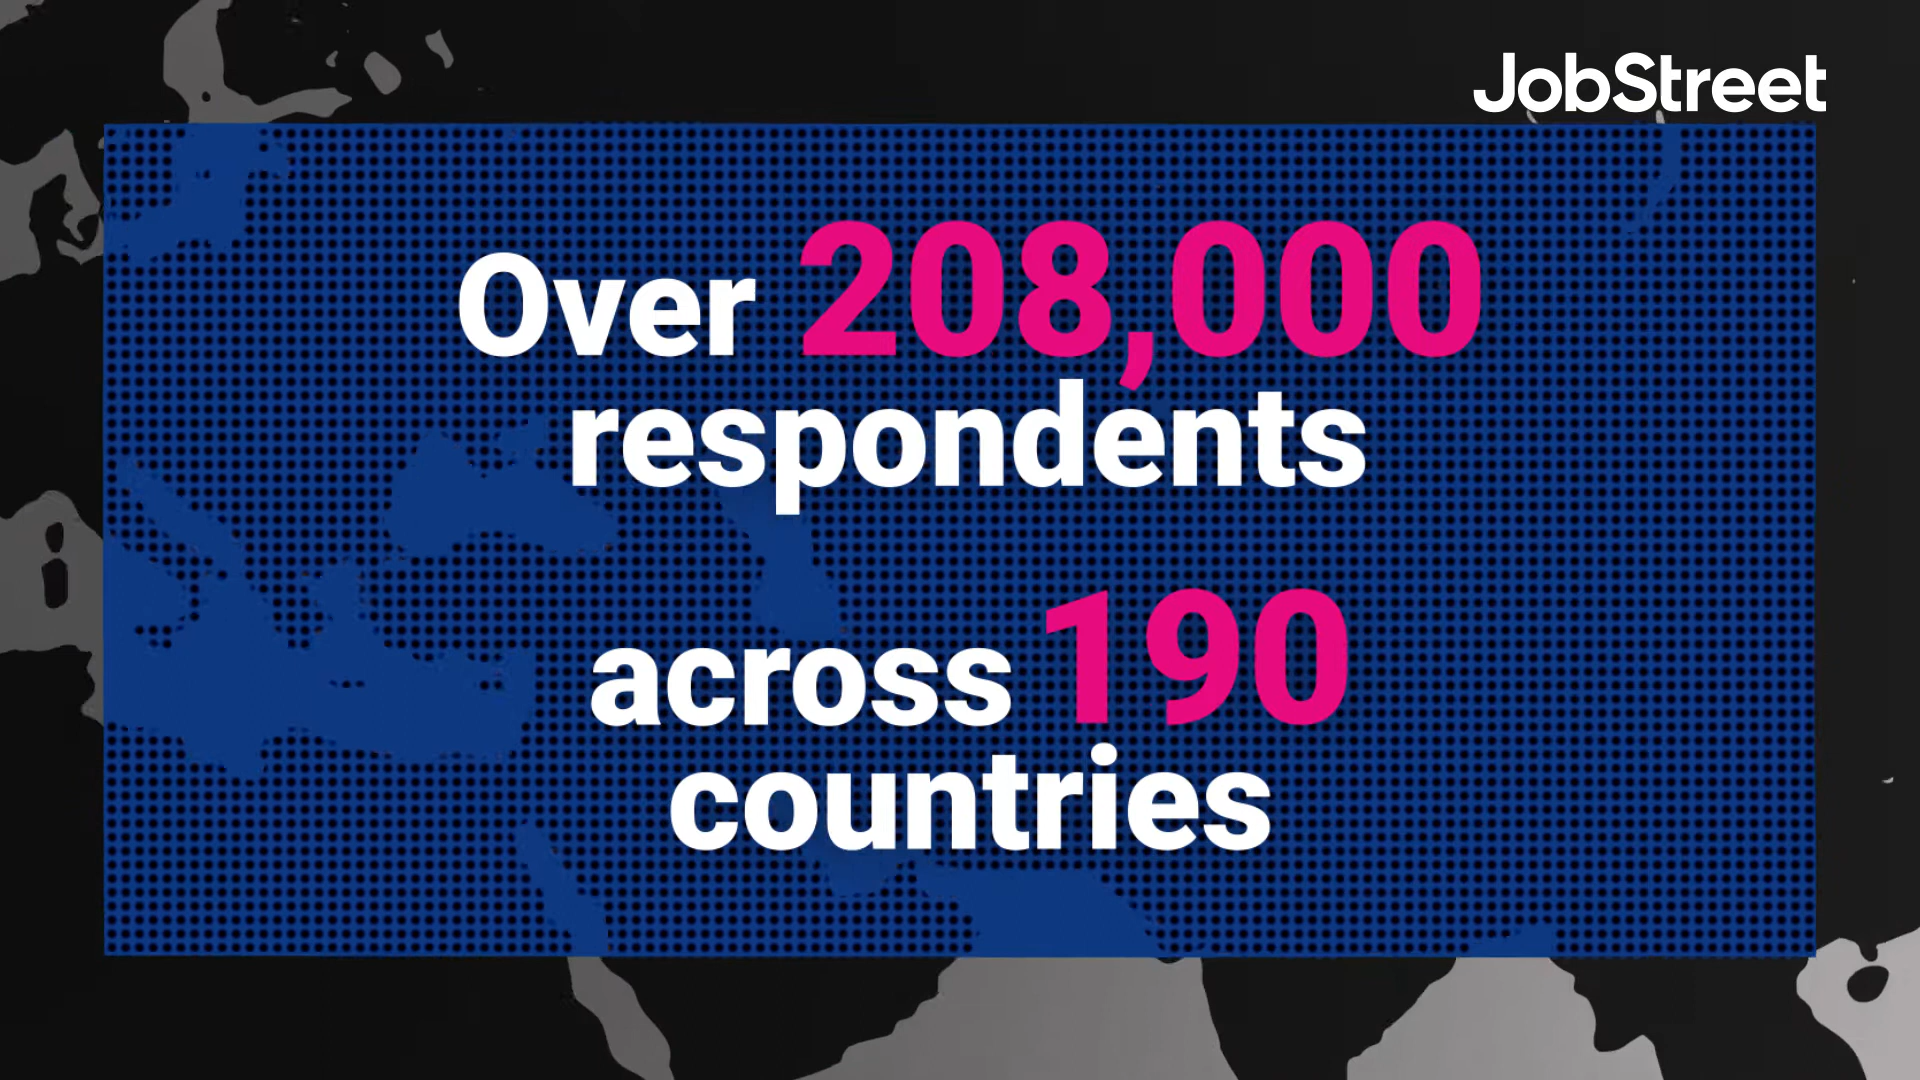 JobStreet
Over 208,000
respondents
across 190
countries